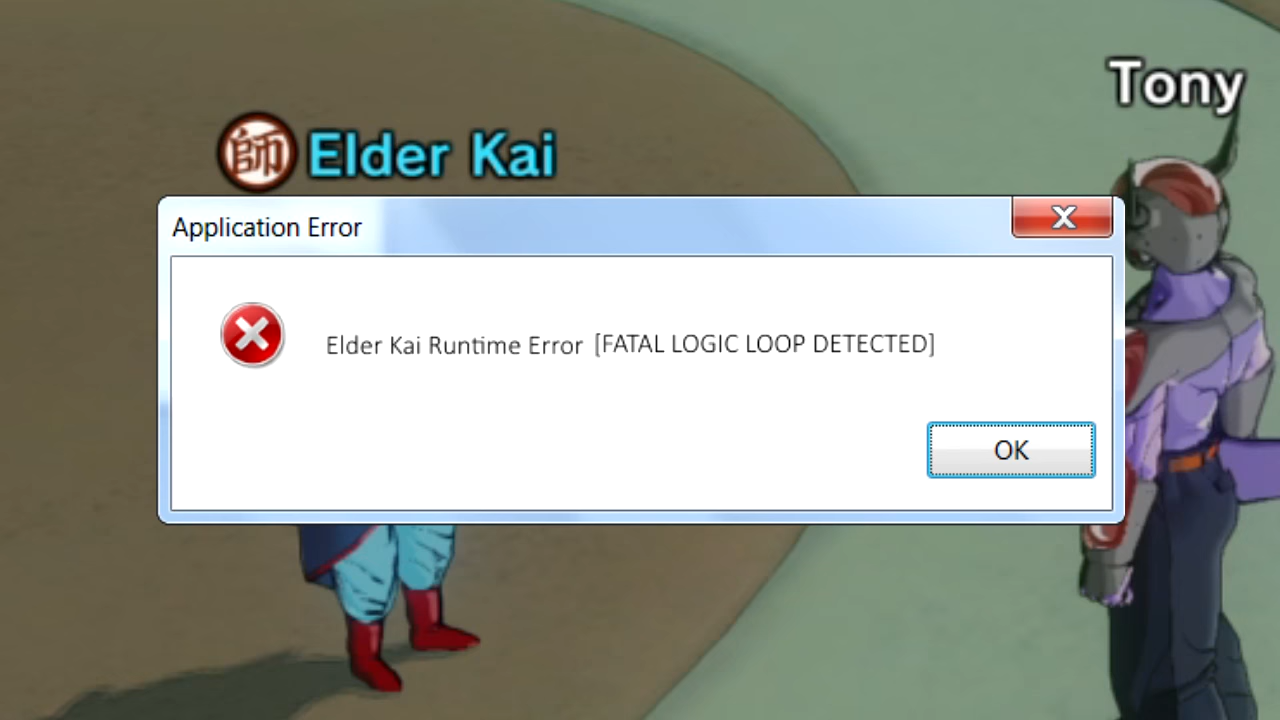 Tony
師 Elder Kai
Application Error
X
Elder Kai Runtime Error [FATAL LOGIC LOOP DETECTED]
OK